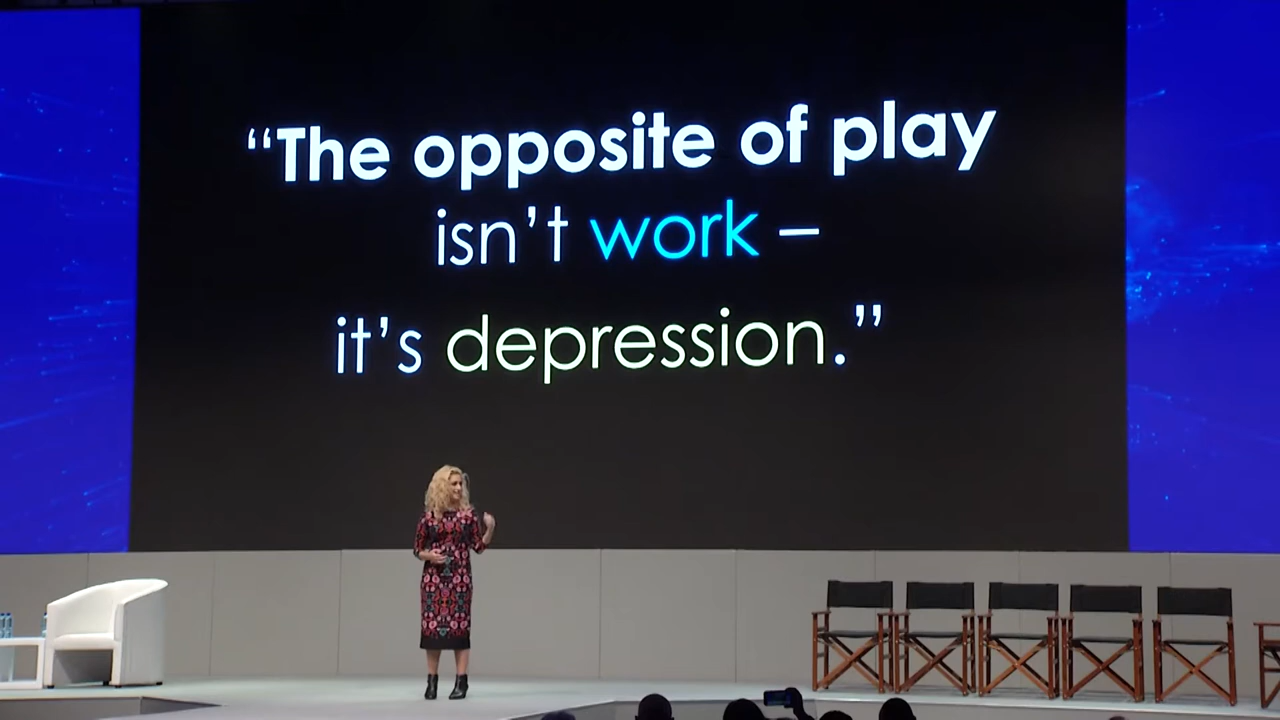 “The opposite of play
isn’t work –
it’s depression.”